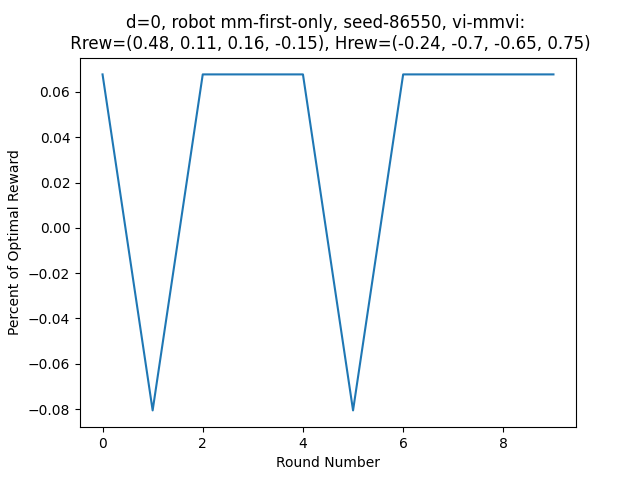 d=0, robot mm-first-only, seed-86550, vi-mmvi:
Rrew=(0.48, 0.11, 0.16, -0.15), Hrew=(-0.24, -0.7, -0.65, 0.75)
Percent of Optimal Reward
0.06
0.04
0.02
0.00
−0.02
−0.04
−0.06
−0.08
0 2 4 6 8
Round Number